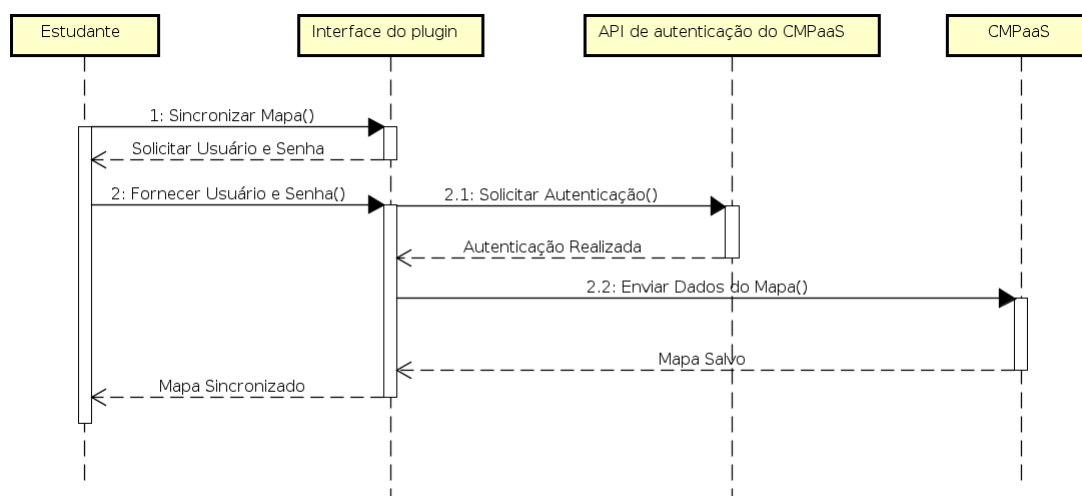 Estudante
Interface do plugin
API de autenticação do CMPaaS
CMPaaS
1: Sincronizar Mapa()
Solicitar Usuário e Senha
2: Fornecer Usuário e Senha()
2.1: Solicitar Autenticação()
Autenticação Realizada
2.2: Enviar Dados do Mapa()
Mapa Salvo
Mapa Sincronizado